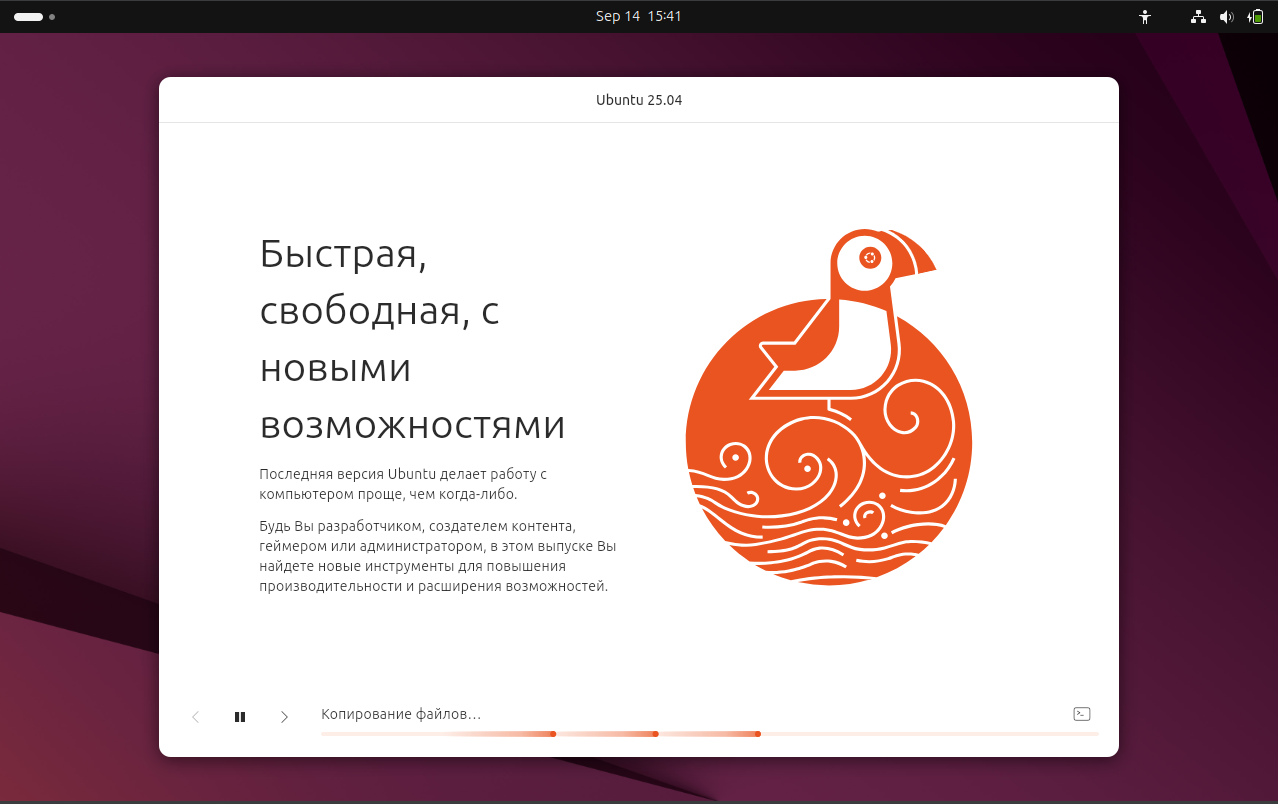 Sep 14 15:41
Ubuntu 25.04
Быстрая,
свободная, с
новыми
возможностями
Последняя версия Ubuntu делает работу с
компьютером проще, чем когда-либо.
Будь Вы разработчиком, создателем контента,
геймером или администратором, в этом выпуске Вы
найдете новые инструменты для повышения
производительности и расширения возможностей.
Копирование файлов…